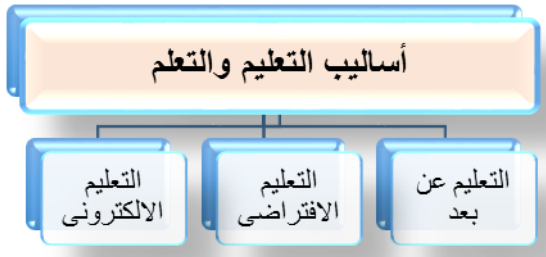 أساليب التعليم والتعلم
التعليم عن
بعد
التعليم
الافتراضى
التعليم
الالكترونى